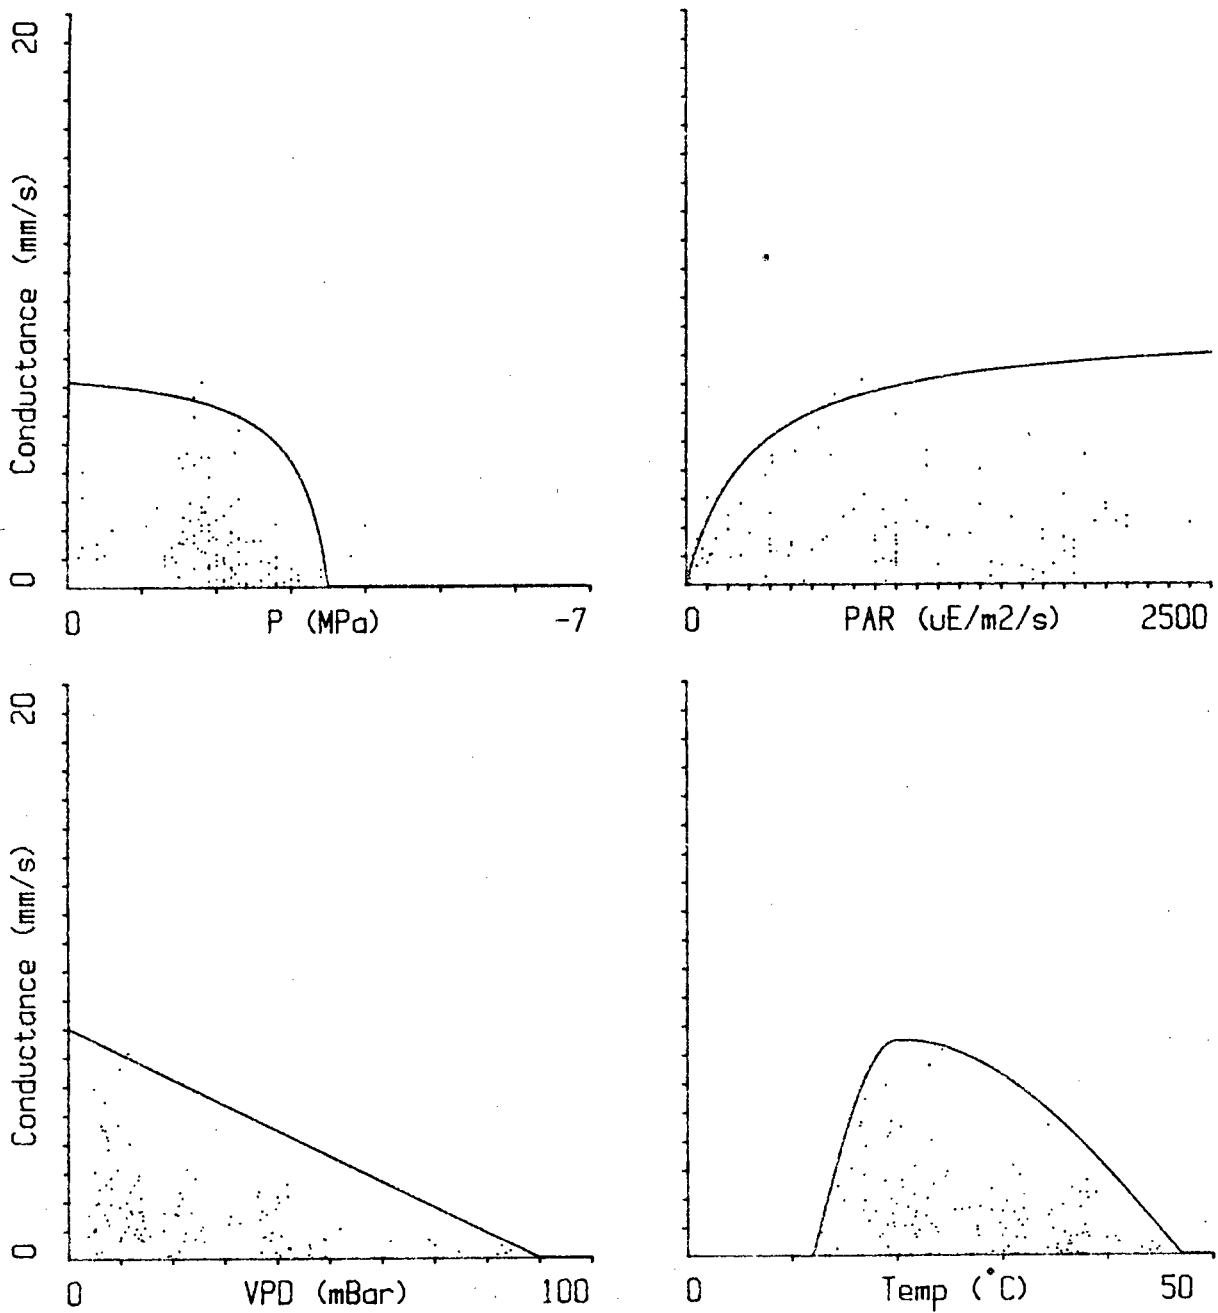 20
Conductance (mm/s)
0
0 P (MPa) -7
0 PAR (uE/m2/s) 2500
20
Conductance (mm/s)
0
0 VPD (mBar) 100
0 Temp (°C) 50